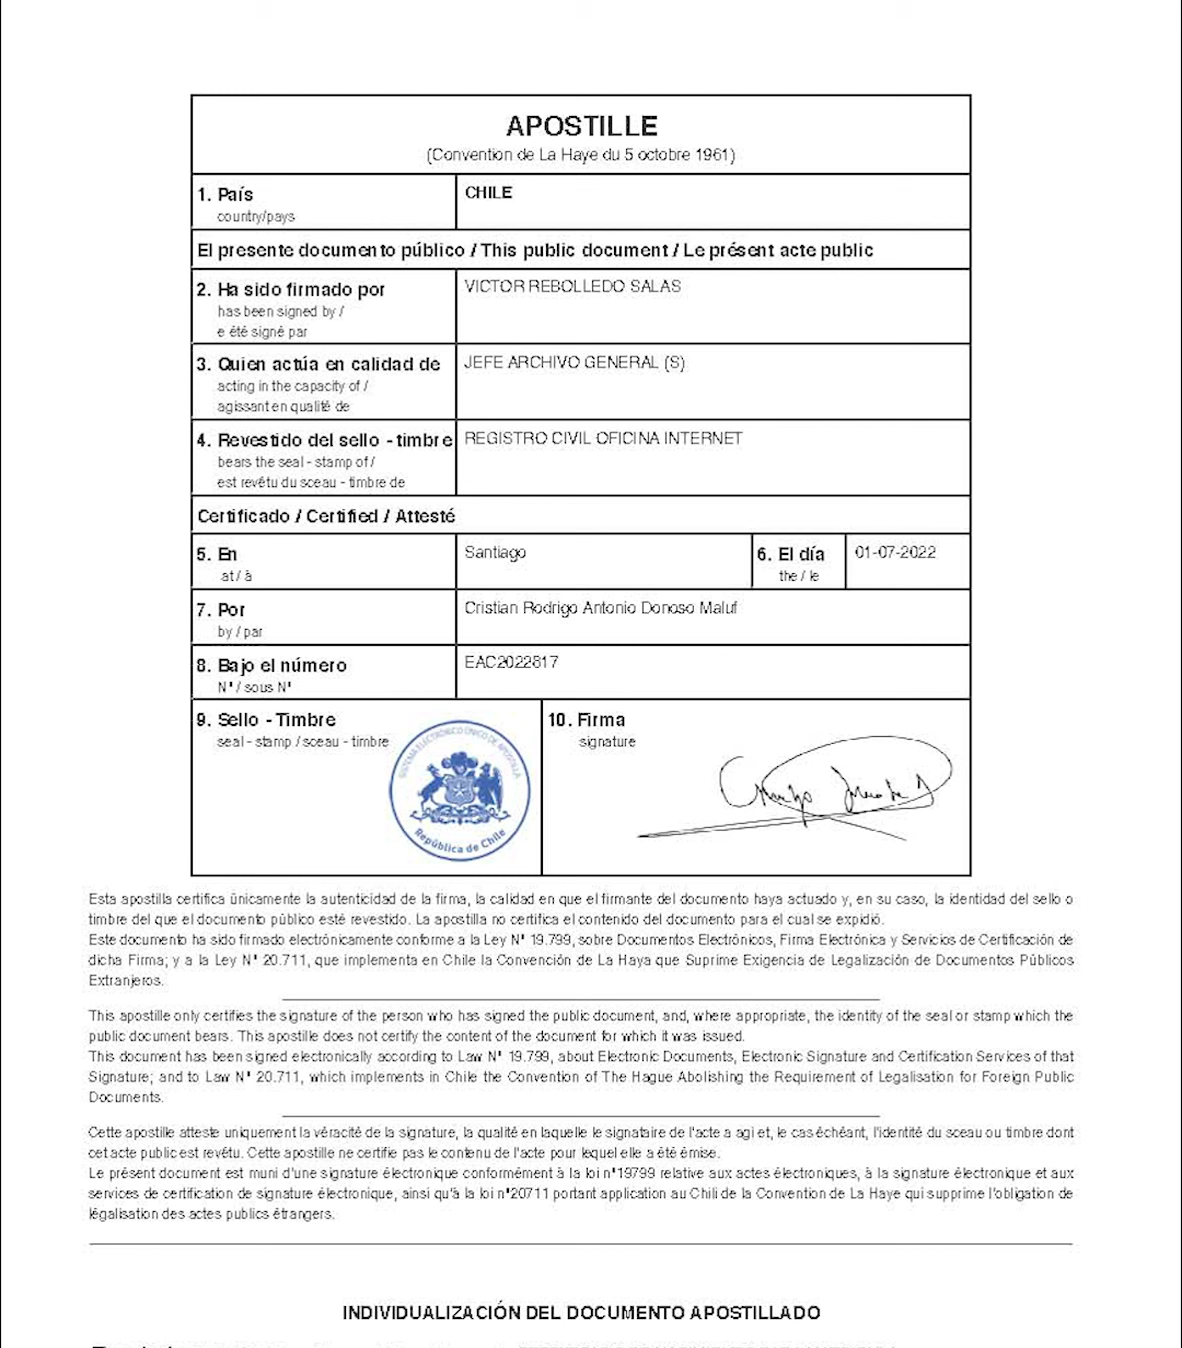 APOSTILLE
(Convention de La Haye du 5 octobre 1961)
1. País
country/pays
CHILE
El presente documento público / This public document / Le présent acte public
2. Ha sido firmado por
has been signed by /
e été signé par
VICTOR REBOLLEDO SALAS
3. Quien actúa en calidad de
acting in the capacity of /
agissant en qualité de
JEFE ARCHIVO GENERAL (S)
4. Revestido del sello - timbre
bears the seal - stamp of /
est revêtu du sceau - timbre de
REGISTRO CIVIL OFICINA INTERNET
Certificado / Certified / Attesté
5. En
at / à
Santiago
6. El día
the / le
01-07-2022
7. Por
by / par
Cristian Rodrigo Antonio Donoso Maluf
8. Bajo el número
N° / sous N°
EAC2022817
9. Sello - Timbre
seal - stamp / sceau - timbre
SISTEMA ELECTRÓNICO ÚNICO DE APOSTILLA
República de Chile
10. Firma
signature
Esta apostilla certifica únicamente la autenticidad de la firma, la calidad en que el firmante del documento haya actuado y, en su caso, la identidad del sello o
timbre del que el documento público esté revestido. La apostilla no certifica el contenido del documento para el cual se expidió.
Este documento ha sido firmado electrónicamente conforme a la Ley N° 19.799, sobre Documentos Electrónicos, Firma Electrónica y Servicios de Certificación de
dicha Firma; y a la Ley N° 20.711, que implementa en Chile la Convención de La Haya que Suprime Exigencia de Legalización de Documentos Públicos
Extranjeros.
This apostille only certifies the signature of the person who has signed the public document, and, where appropriate, the identity of the seal or stamp which the
public document bears. This apostille does not certify the content of the document for which it was issued.
This document has been signed electronically according to Law N° 19.799, about Electronic Documents, Electronic Signature and Certification Services of that
Signature; and to Law N° 20.711, which implements in Chile the Convention of The Hague Abolishing the Requirement of Legalisation for Foreign Public
Documents.
Cette apostille atteste uniquement la véracité de la signature, la qualité en laquelle le signataire de l'acte a agi et, le cas échéant, l'identité du sceau ou timbre dont
cet acte public est revêtu. Cette apostille ne certifie pas le contenu de l'acte pour lequel elle a été émise.
Le présent document est muni d'une signature électronique conformément à la loi n°19799 relative aux actes électroniques, à la signature électronique et aux
services de certification de signature électronique, ainsi qu'à la loi n°20711 portant application au Chili de la Convention de La Haye qui supprime l'obligation de
légalisation des actes publics étrangers.
INDIVIDUALIZACIÓN DEL DOCUMENTO APOSTILLADO